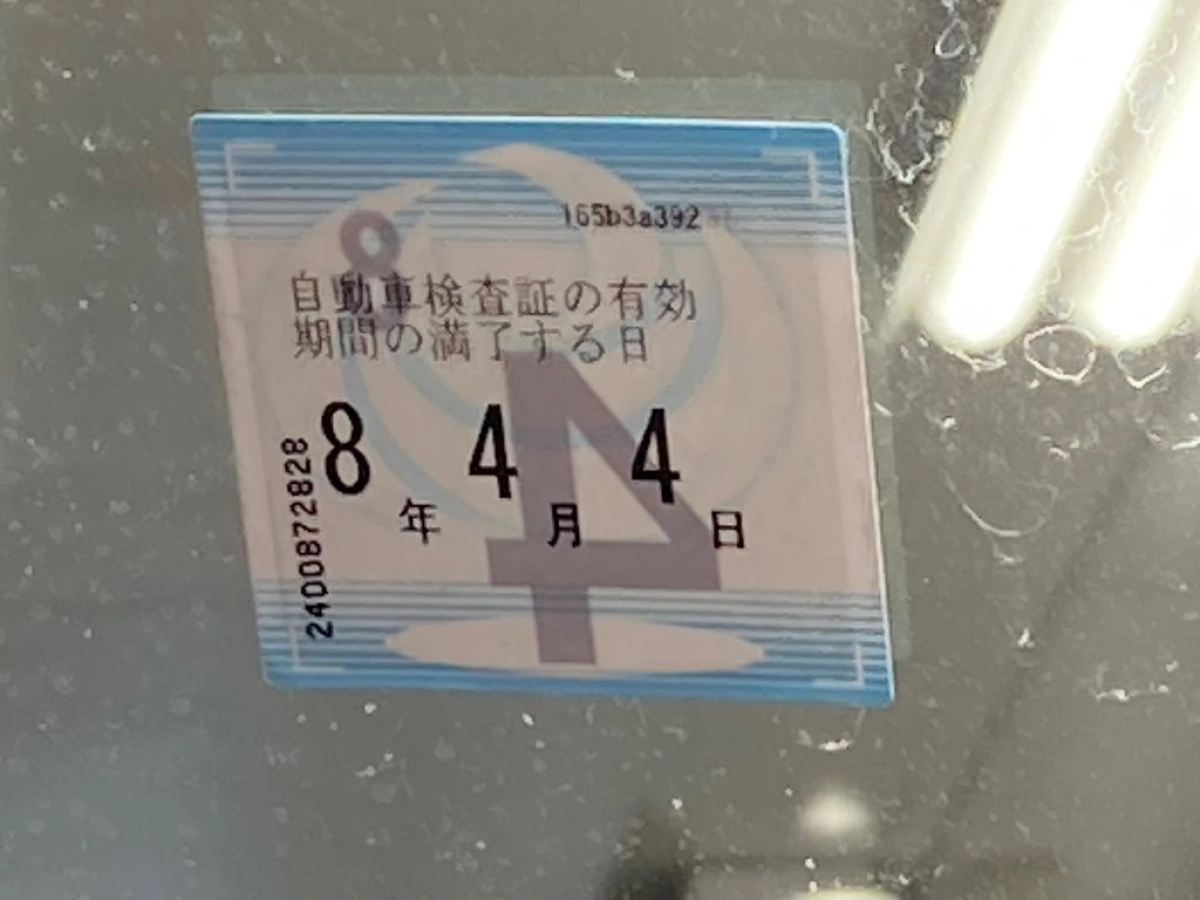 165b3a392
自動車検査証の有効
期間の満了する日
8年 4月 4日
2400872828
4